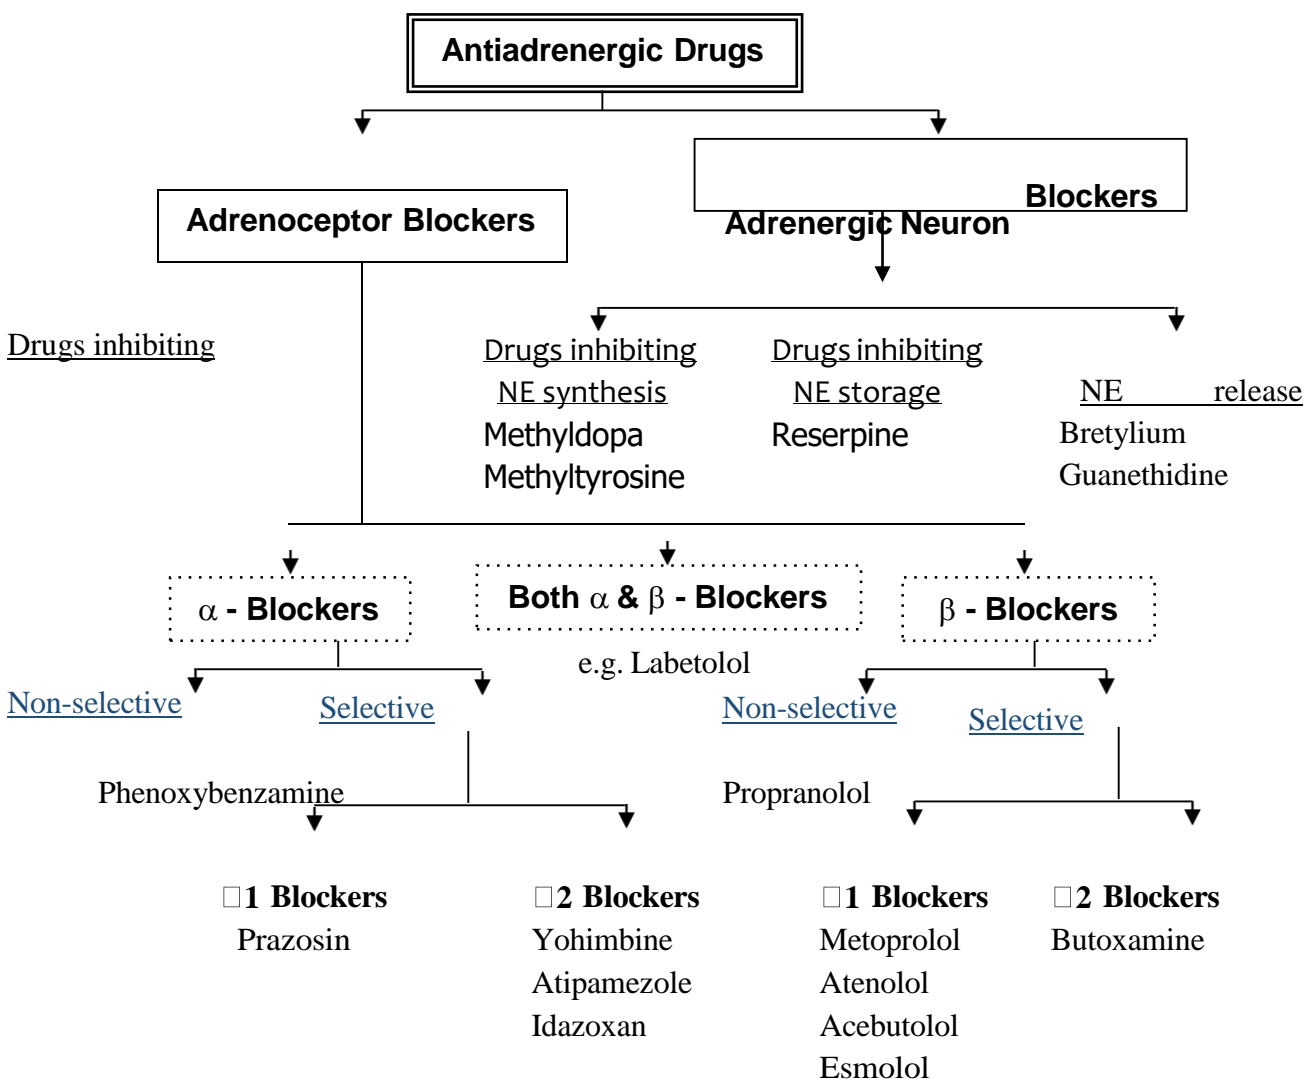 Antiadrenergic Drugs
Blockers
Adrenoceptor Blockers
Adrenergic Neuron
Drugs inhibiting
Drugs inhibiting
NE synthesis
Methyldopa
Methyltyrosine
Drugs inhibiting
NE storage
Reserpine
NE release
Bretylium
Guanethidine
α - Blockers
Both α & β - Blockers
β - Blockers
e.g. Labetolol
Non-selective
Selective
Non-selective
Selective
Phenoxybenzamine
Propranolol
□1 Blockers
Prazosin
□2 Blockers
Yohimbine
Atipamezole
Idazoxan
□1 Blockers
Metoprolol
Atenolol
Acebutolol
Esmolol
□2 Blockers
Butoxamine